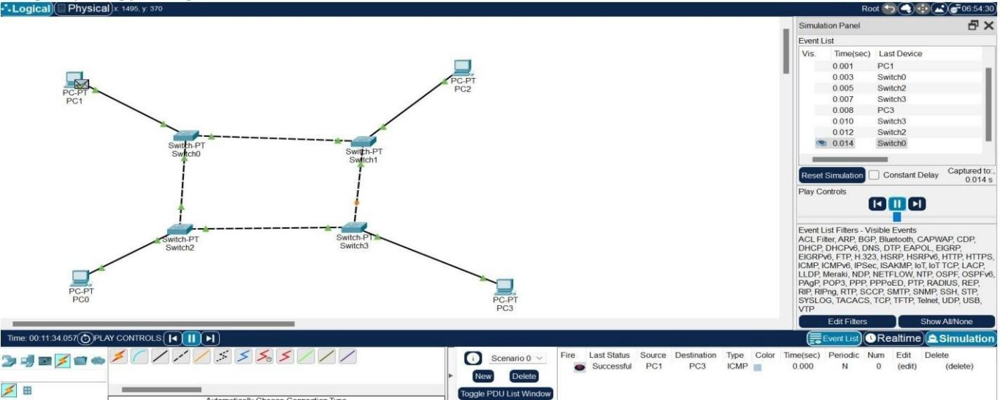 Logical Physical x: 1495, y: 370
Root 06:54:30
PC-PT
PC1
PC-PT
PC2
Switch-PT
Switch0
Switch-PT
Switch1
Switch-PT
Switch2
Switch-PT
Switch3
PC-PT
PC0
PC-PT
PC3
Simulation Panel
Event List
Vis. Time(sec) Last Device
0.001 PC1
0.003 Switch0
0.005 Switch2
0.007 Switch3
0.008 PC3
0.010 Switch3
0.012 Switch2
0.014 Switch0
Reset Simulation Constant Delay Captured to:
0.014 s
Play Controls
Event List Filters - Visible Events
ACL Filter, ARP, BGP, Bluetooth, CAPWAP, CDP,
DHCP, DHCPv6, DNS, DTP, EAPOL, EIGRP,
EIGRPv6, FTP, H.323, HSRP, HSRPv6, HTTP, HTTPS,
ICMP, ICMPv6, IPSec, ISAKMP, IoT, IoT TCP, LACP,
LLDP, Meraki, NDP, NETFLOW, NTP, OSPF, OSPFv6,
PAgP, POP3, PPP, PPPoED, PTP, RADIUS, REP,
RIP, RIPng, RTP, SCCP, SMTP, SNMP, SSH, STP,
SYSLOG, TACACS, TCP, TFTP, Telnet, UDP, USB,
VTP
Edit Filters Show All/None
Time: 00:11:34.057 PLAY CONTROLS:
Event List Realtime Simulation
Scenario 0
New Delete
Toggle PDU List Window
Fire Last Status Source Destination Type Color Time(sec) Periodic Num Edit Delete
Successful PC1 PC3 ICMP 0.000 N 0 (edit) (delete)
Automatically Choose Connection Type